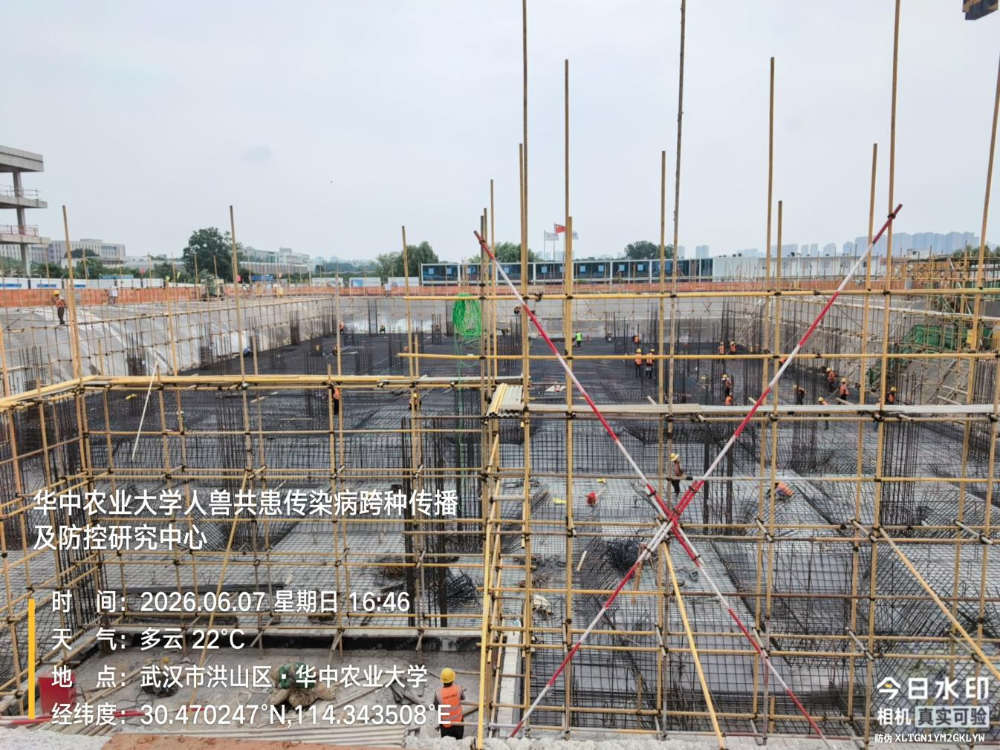 华中农业大学人兽共患传染病跨种传播
及防控研究中心
时 间：2026.06.07 星期日 16:46
天 气：多云 22°C
地 点：武汉市洪山区·华中农业大学
经纬度：30.470247°N,114.343508°E
今日水印
相机 真实可验
防伪 XLTGN1YM2GKLYW